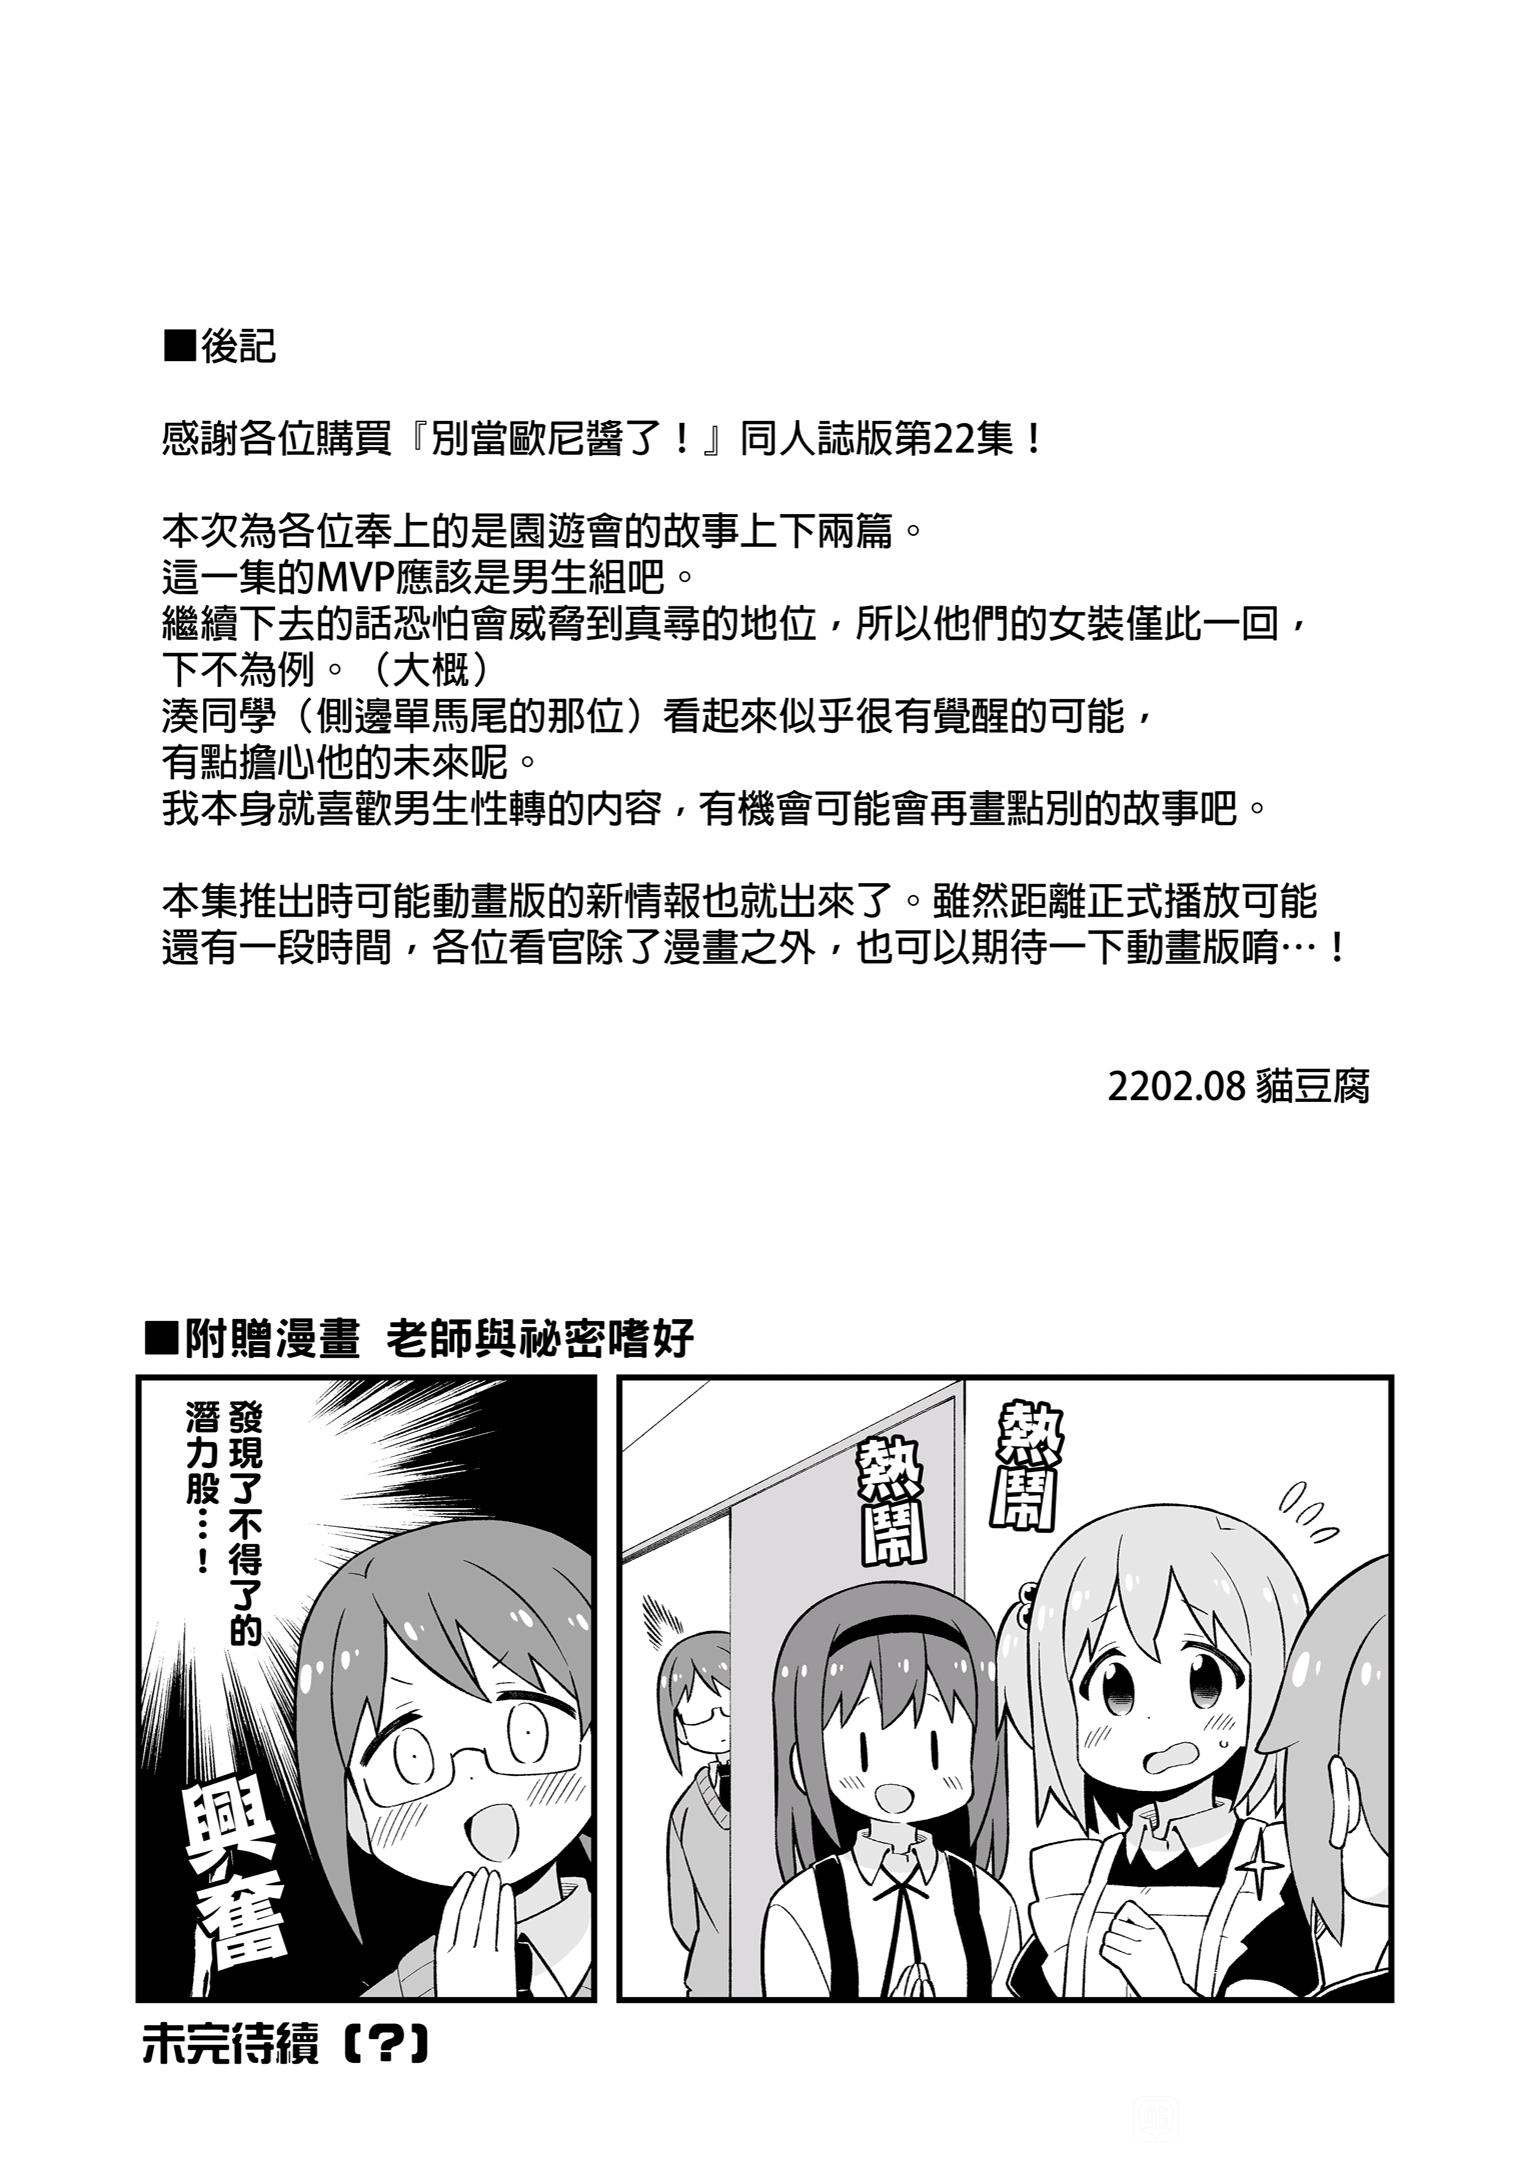 ■後記
感謝各位購買『別當歐尼醬了！』同人誌版第22集！
本次為各位奉上的是園遊會的故事上下兩篇。
這一集的MVP應該是男生組吧。
繼續下去的話恐怕會威脅到真尋的地位，所以他們的女裝僅此一回，
下不為例。（大概）
湊同學（側邊單馬尾的那位）看起來似乎很有覺醒的可能，
有點擔心他的未來呢。
我本身就喜歡男生性轉的內容，有機會可能會再畫點別的故事吧。
本集推出時可能動畫版的新情報也就出來了。雖然距離正式播放可能
還有一段時間，各位看官除了漫畫之外，也可以期待一下動畫版唷…！
2202.08 貓豆腐
■附贈漫畫 老師與祕密嗜好
熱鬧
熱鬧
發現了不得了的
潛力股…！
興奮
未完待續（？）